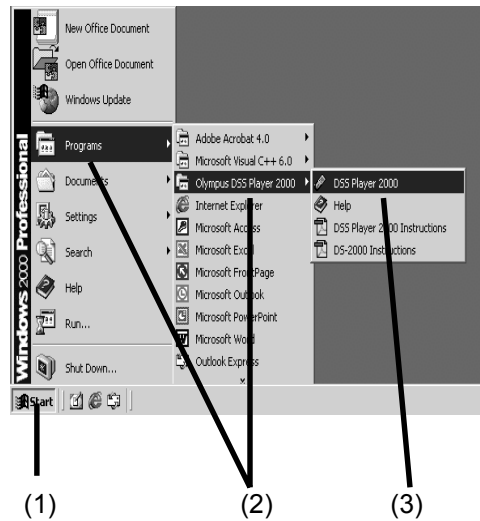 New Office Document
Open Office Document
Windows Update
Programs
Documents
Settings
Search
Help
Run...
Shut Down...
Windows 2000 Professional
Adobe Acrobat 4.0
Microsoft Visual C++ 6.0
Olympus DSS Player 2000
Internet Explorer
Microsoft Access
Microsoft Excel
Microsoft FrontPage
Microsoft Outlook
Microsoft PowerPoint
Microsoft Word
Outlook Express
DSS Player 2000
Help
DSS Player 2000 Instructions
DS-2000 Instructions
Start
(1) (2) (3)